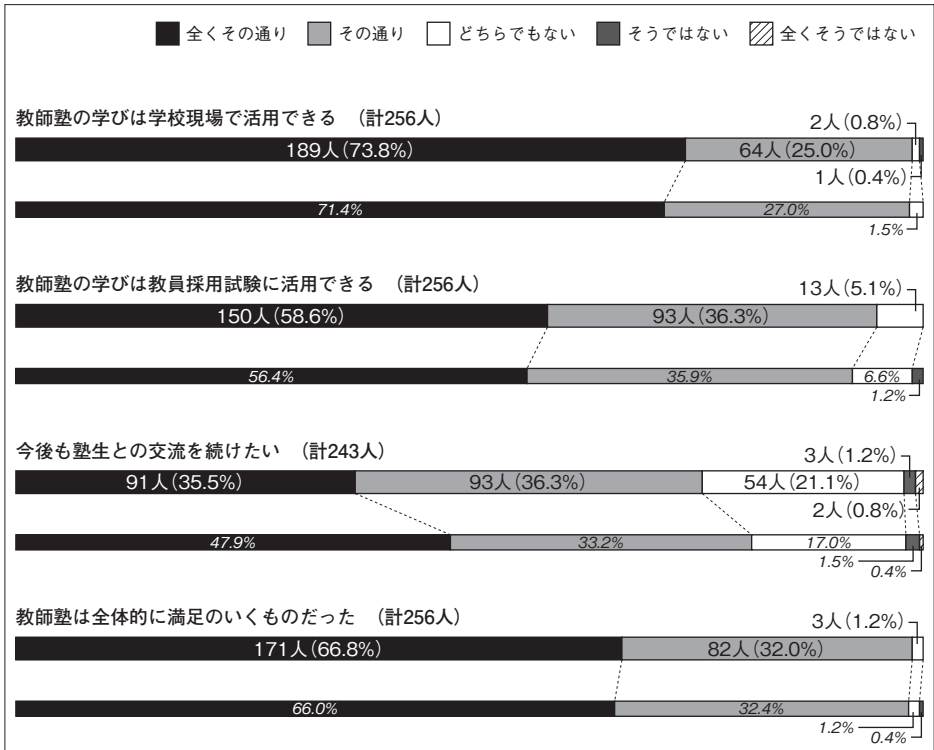 全くその通り その通り どちらでもない そうではない 全くそうではない
教師塾の学びは学校現場で活用できる (計256人)
2人(0.8%)
189人(73.8%) 64人(25.0%)
1人(0.4%)
71.4% 27.0%
1.5%
教師塾の学びは教員採用試験に活用できる (計256人)
13人(5.1%)
150人(58.6%) 93人(36.3%)
56.4% 35.9% 6.6%
1.2%
今後も塾生との交流を続けたい (計243人)
3人(1.2%)
91人(35.5%) 93人(36.3%) 54人(21.1%)
2人(0.8%)
47.9% 33.2% 17.0%
1.5%
0.4%
教師塾は全体的に満足のいくものだった (計256人)
3人(1.2%)
171人(66.8%) 82人(32.0%)
66.0% 32.4%
1.2%
0.4%